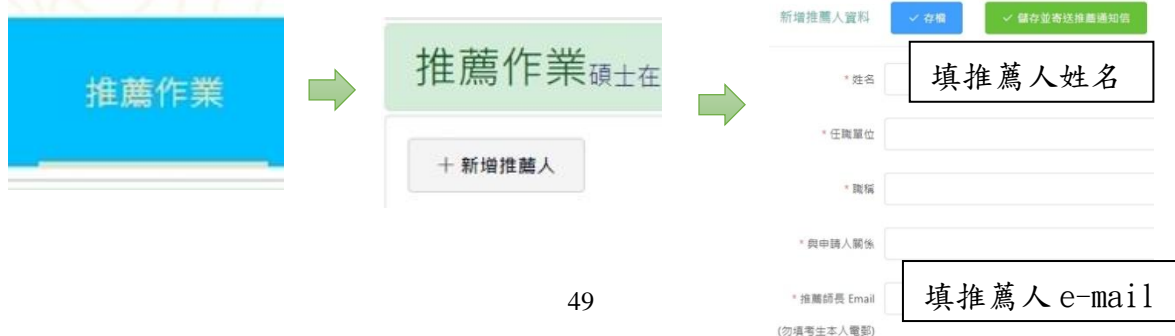 推薦作業
推薦作業碩士在
＋新增推薦人
新增推薦人資料
✓ 存檔
✓ 儲存並寄送推薦通知信
* 姓名
填推薦人姓名
* 任職單位
* 職稱
* 與申請人關係
* 推薦師長 Email
填推薦人 e-mail
(勿填考生本人電郵)
49